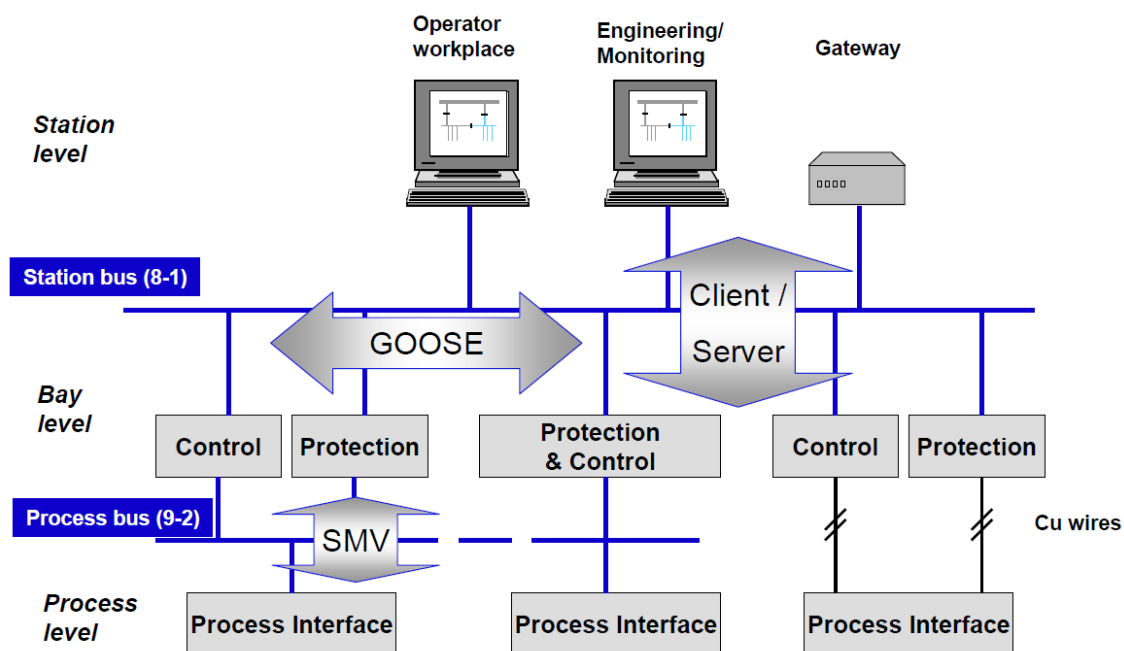 Operator
workplace
Engineering/
Monitoring
Gateway
Station
level
Station bus (8-1)
Client /
Server
GOOSE
Bay
level
Control
Protection
Protection
& Control
Control
Protection
Process bus (9-2)
SMV
Cu wires
Process
level
Process Interface
Process Interface
Process Interface